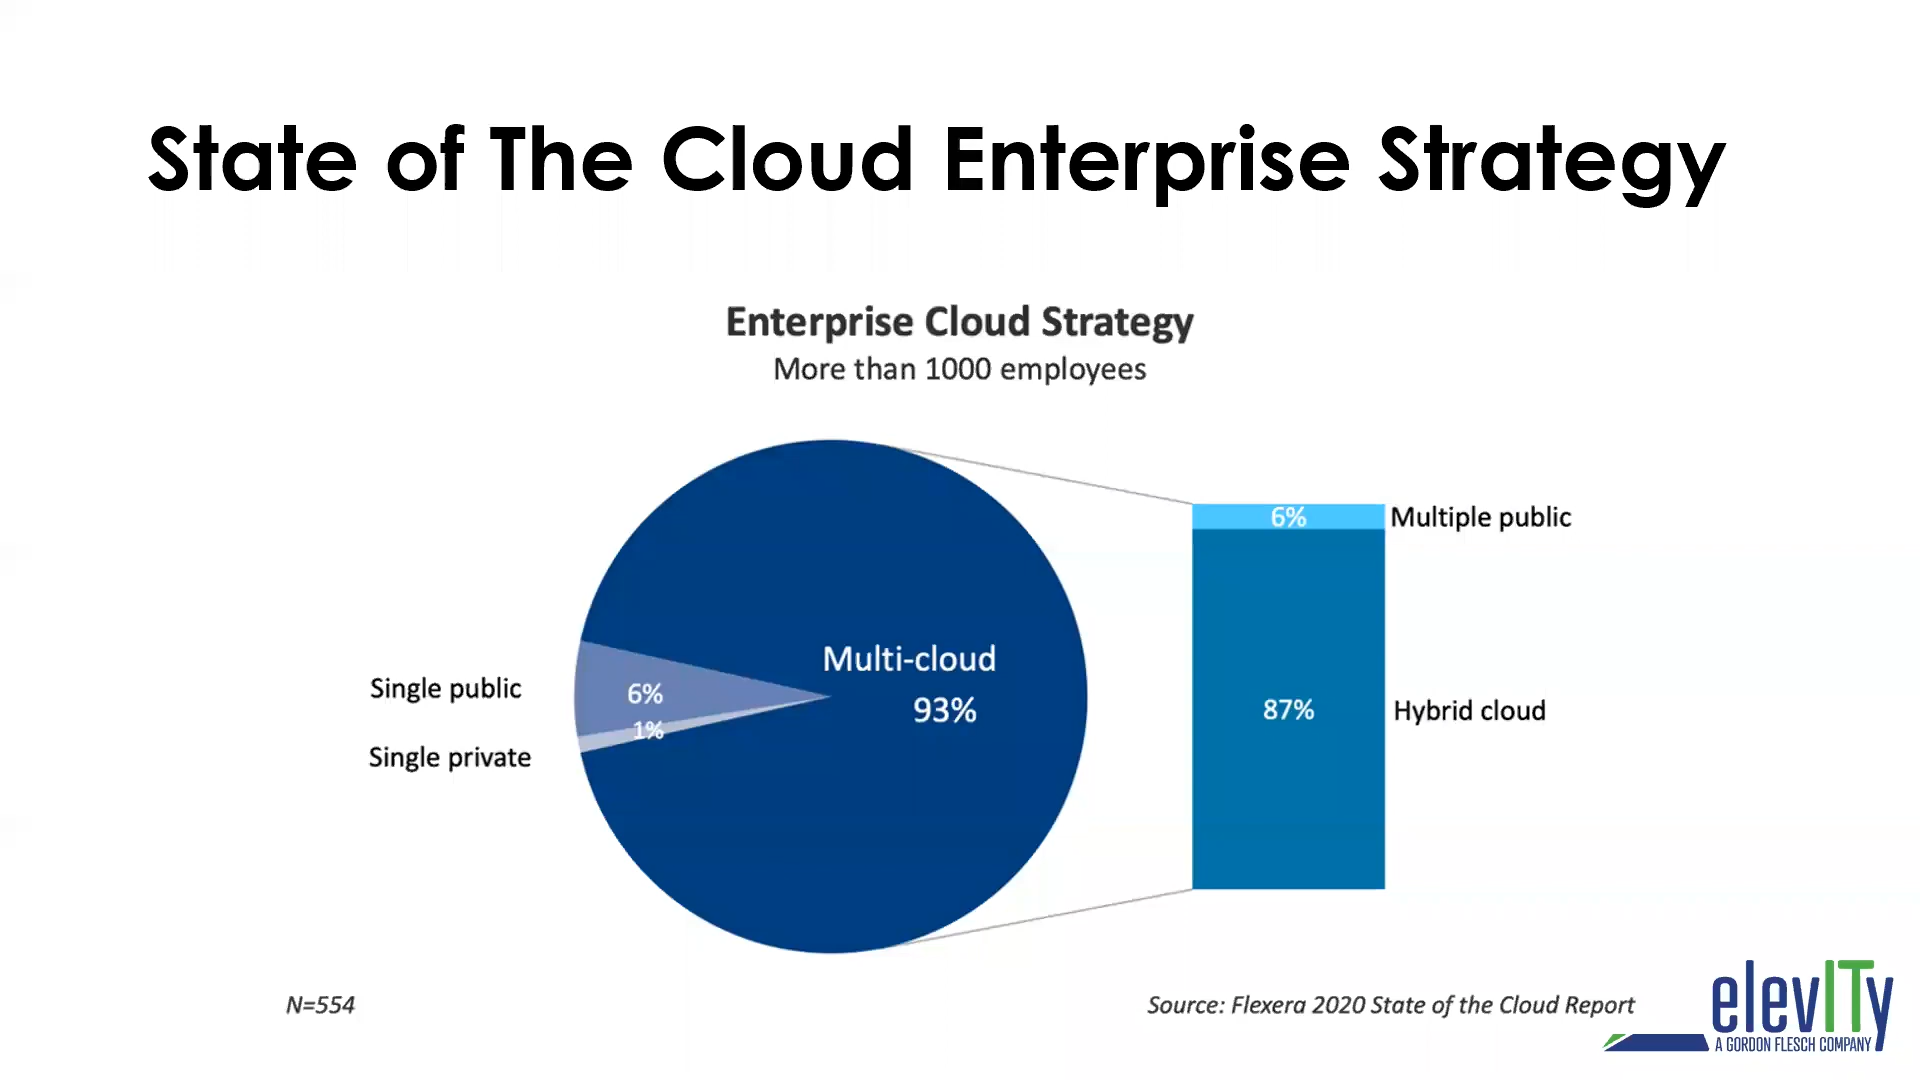 State of The Cloud Enterprise Strategy
Enterprise Cloud Strategy
More than 1000 employees
6%
Multiple public
Multi-cloud
93%
Single public
6%
1%
Single private
87%
Hybrid cloud
N=554
Source: Flexera 2020 State of the Cloud Report
elevITy
A GORDON FLESCH COMPANY